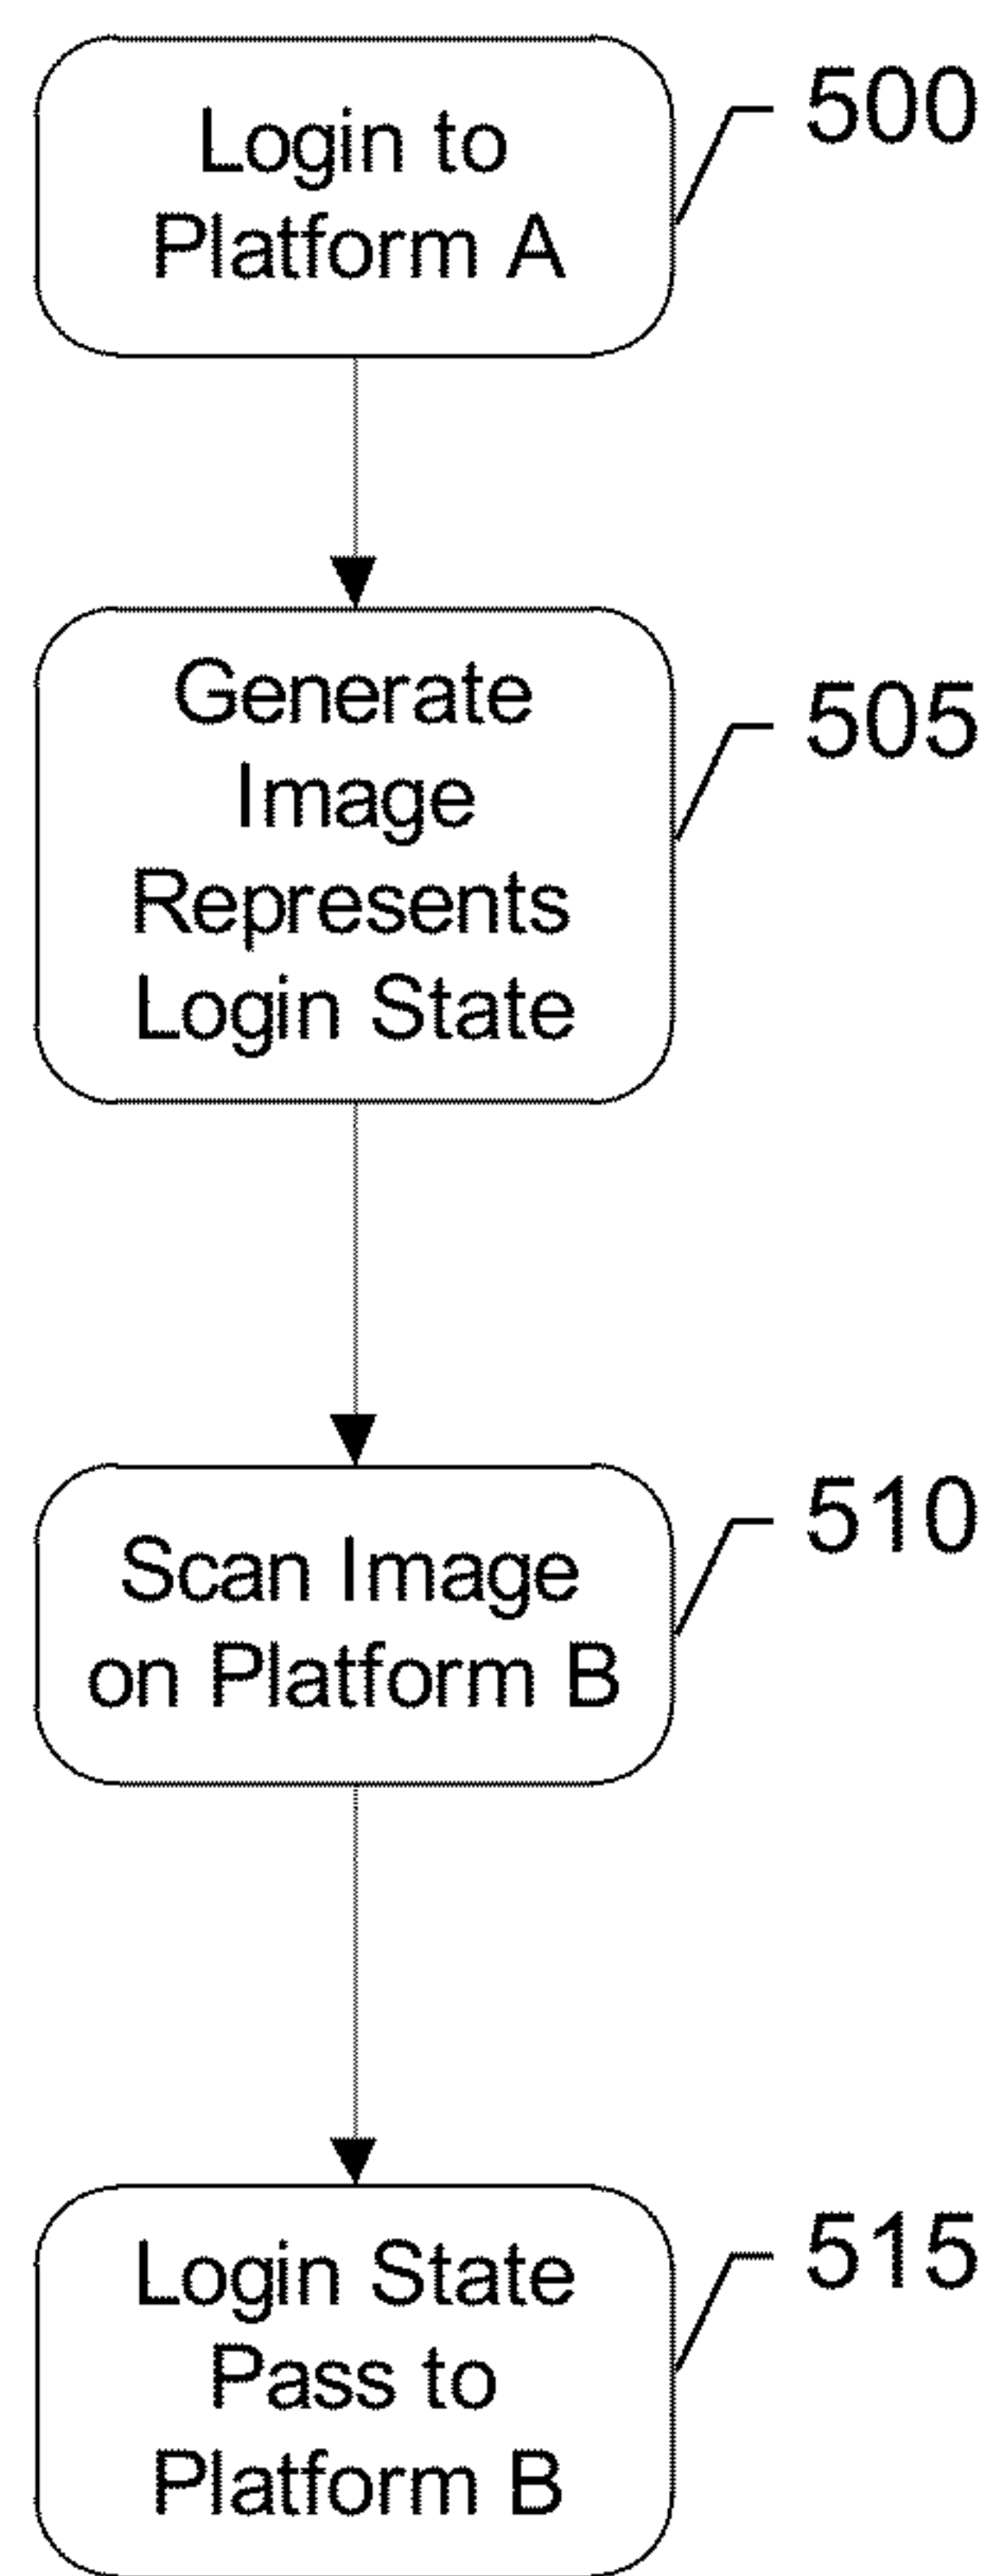 Login to
Platform A
500
Generate
Image
Represents
Login State
505
Scan Image
on Platform B
510
Login State
Pass to
Platform B
515